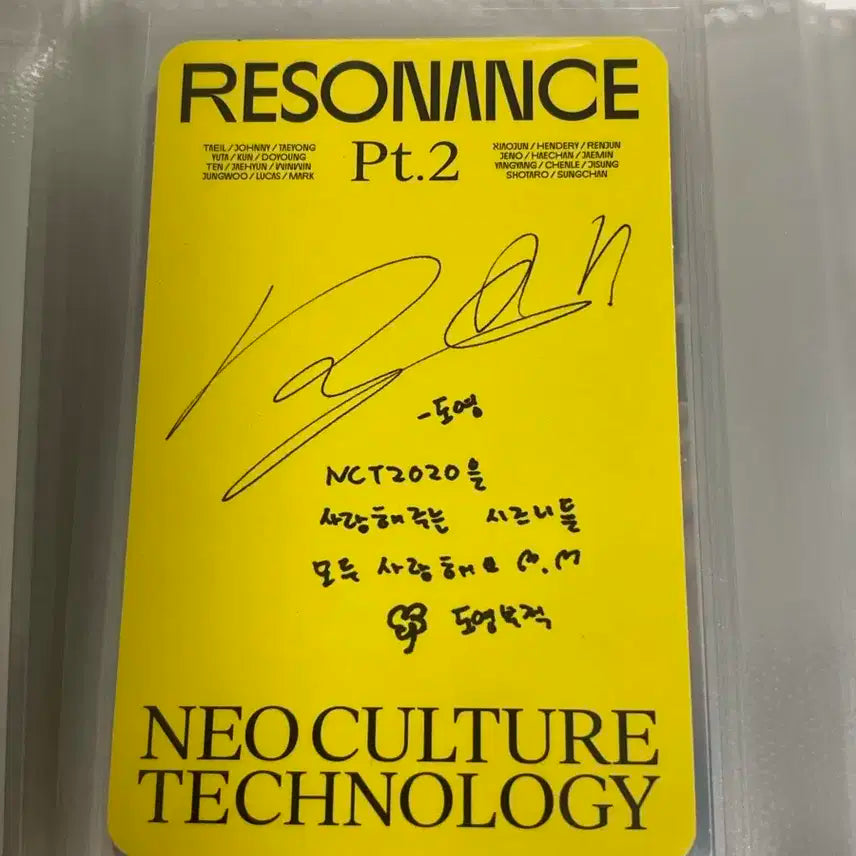 RESONANCE
TAEIL / JOHNNY / TAEYONG
YUTA / KUN / DOYOUNG
TEN / JAEHYUN / WINWIN
JUNGWOO / LUCAS / MARK
Pt.2
XIAOJUN / HENDERY / RENJUN
JENO / HAECHAN / JAEMIN
YANGYANG / CHENLE / JISUNG
SHOTARO / SUNGCHAN
-도영
NCT2020을
사랑해주는 시즈니들
모두 사랑해요
도영부적
NEO CULTURE
TECHNOLOGY